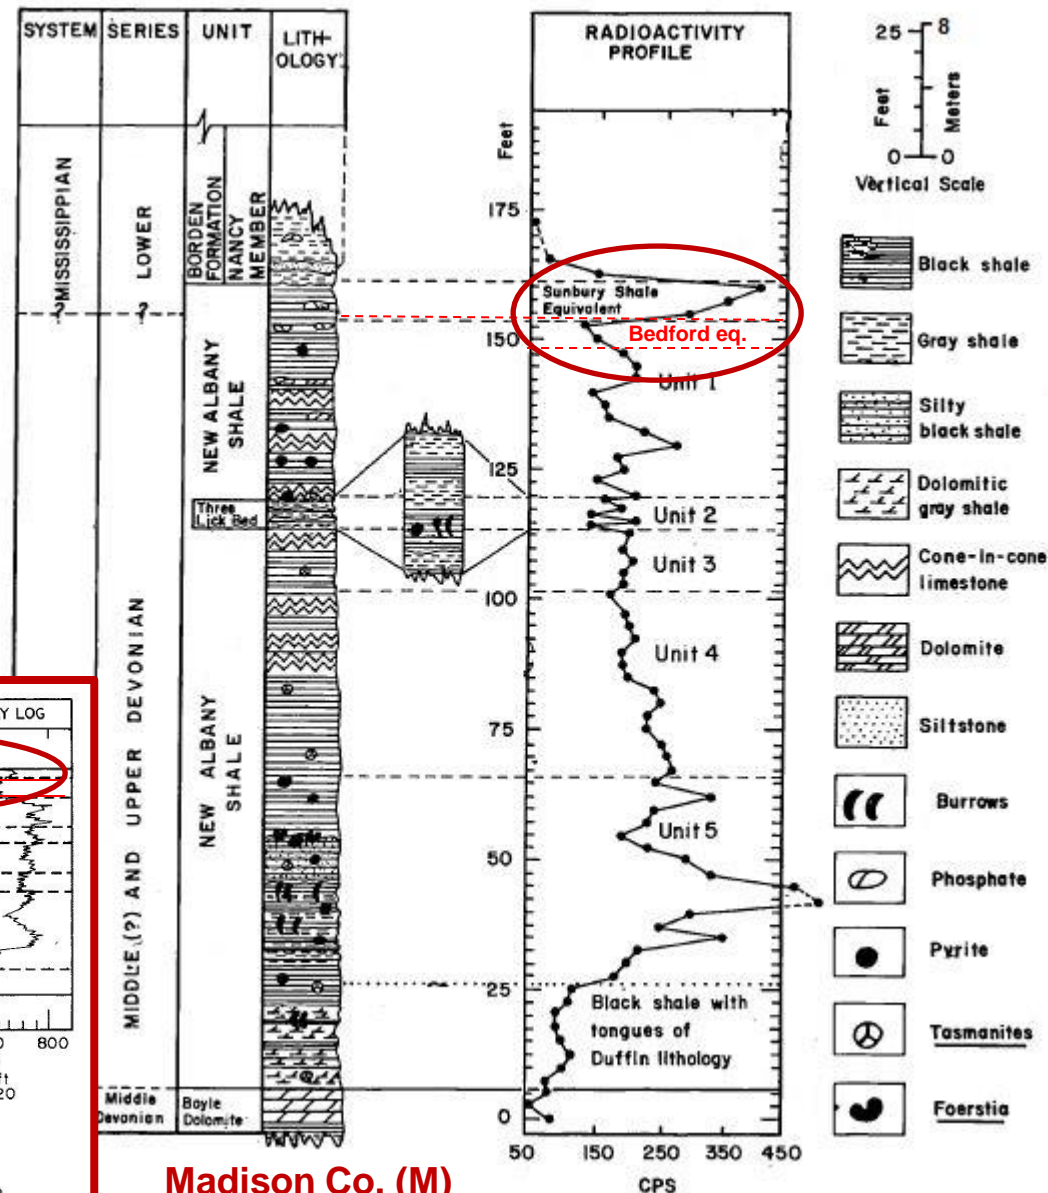 SYSTEM
SERIES
UNIT
LITH-
OLOGY
RADIOACTIVITY
PROFILE
25
8
Feet
Meters
0
0
Vertical Scale
?MISSISSIPPIAN
LOWER
?
BORDEN
FORMATION
NANCY
MEMBER
NEW ALBANY
SHALE
Three
Lick Bed
NEW ALBANY
SHALE
MIDDLE (?) AND UPPER DEVONIAN
Middle
Devonian
Boyle
Dolomite
Feet
175
150
125
100
75
50
25
0
Sunbury Shale
Equivalent
Bedford eq.
Unit 1
Unit 2
Unit 3
Unit 4
Unit 5
Black shale with
tongues of
Duffin lithology
50
150
250
350
450
CPS
Black shale
Gray shale
Silty
black shale
Dolomitic
gray shale
Cone-in-cone
limestone
Dolomite
Siltstone
Burrows
Phosphate
Pyrite
Tasmanites
Foerstia
Y LOG
0
800
ft
20
Madison Co. (M)